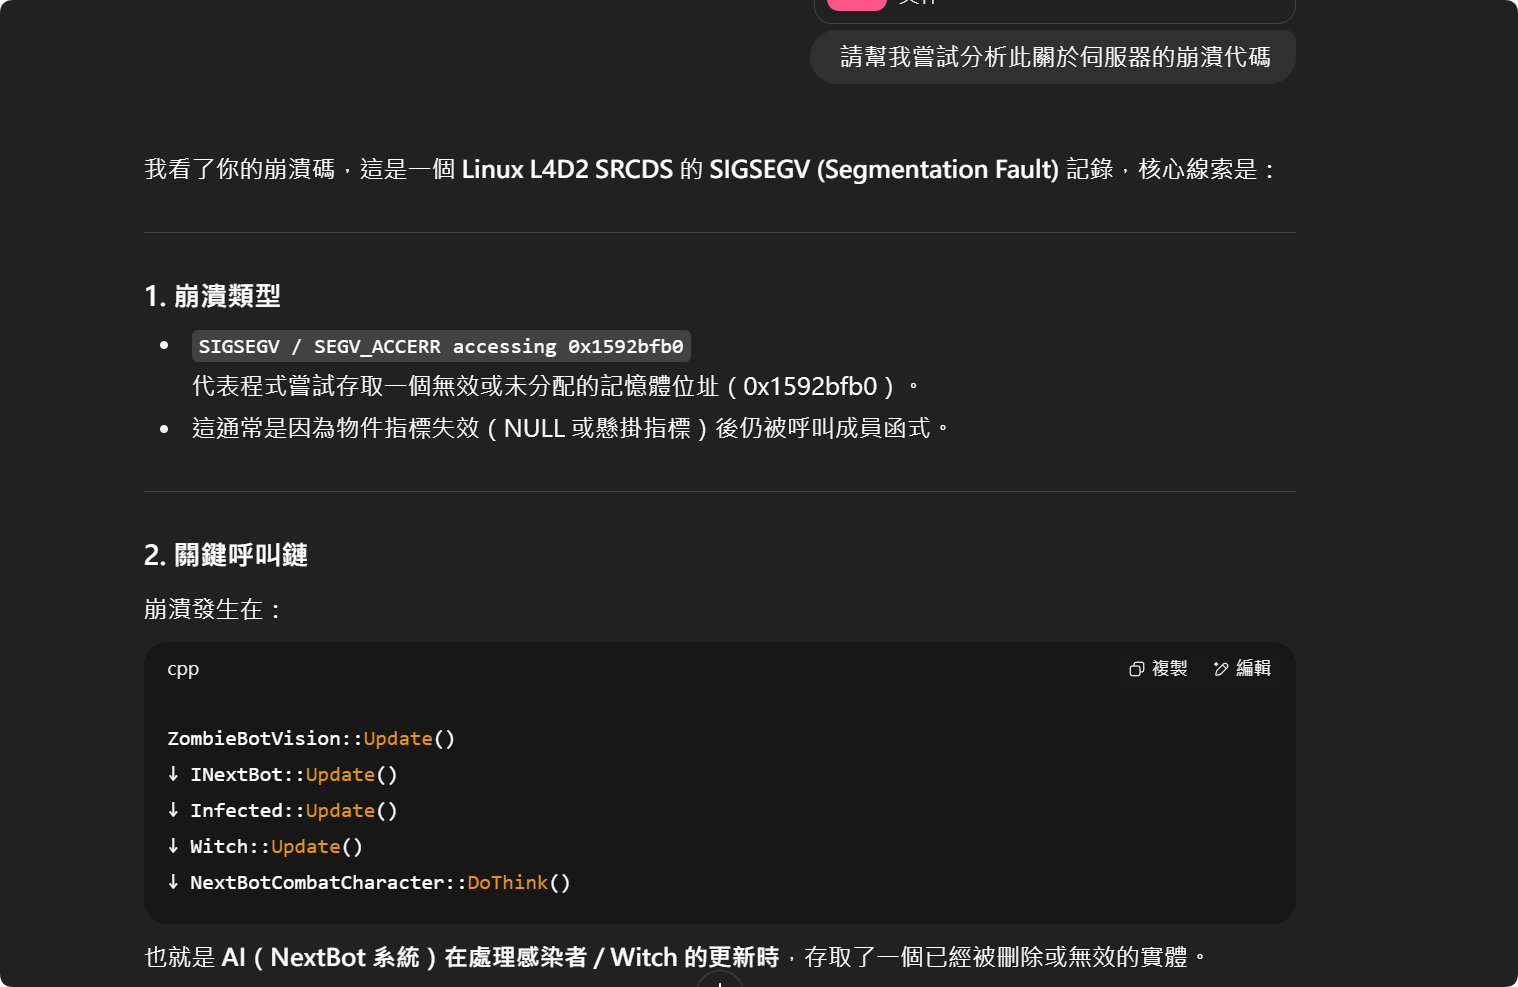 請幫我嘗試分析此關於伺服器的崩潰代碼
我看了你的崩潰碼，這是一個 Linux L4D2 SRCDS 的 SIGSEGV (Segmentation Fault) 記錄，核心線索是：
1. 崩潰類型
SIGSEGV / SEGV_ACCERR accessing 0x1592bfb0
代表程式嘗試存取一個無效或未分配的記憶體位址（0x1592bfb0）。
這通常是因為物件指標失效（NULL 或懸掛指標）後仍被呼叫成員函式。
2. 關鍵呼叫鏈
崩潰發生在：
cpp 複製 編輯
ZombieBotVision::Update()
↓ INextBot::Update()
↓ Infected::Update()
↓ Witch::Update()
↓ NextBotCombatCharacter::DoThink()
也就是 AI（NextBot 系統）在處理感染者 / Witch 的更新時，存取了一個已經被刪除或無效的實體。